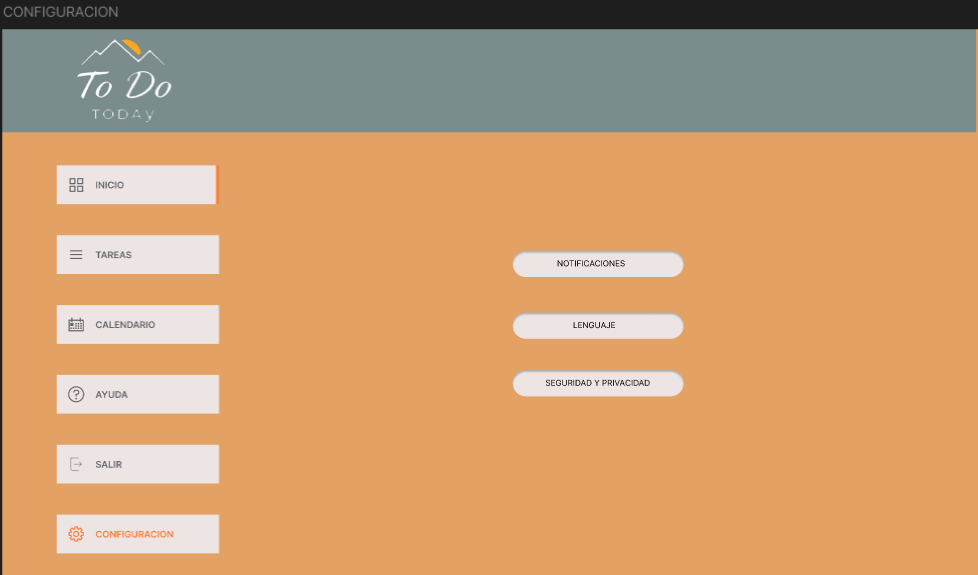 CONFIGURACION
To Do
TODAY
INICIO
TAREAS
CALENDARIO
AYUDA
SALIR
CONFIGURACION
NOTIFICACIONES
LENGUAJE
SEGURIDAD Y PRIVACIDAD